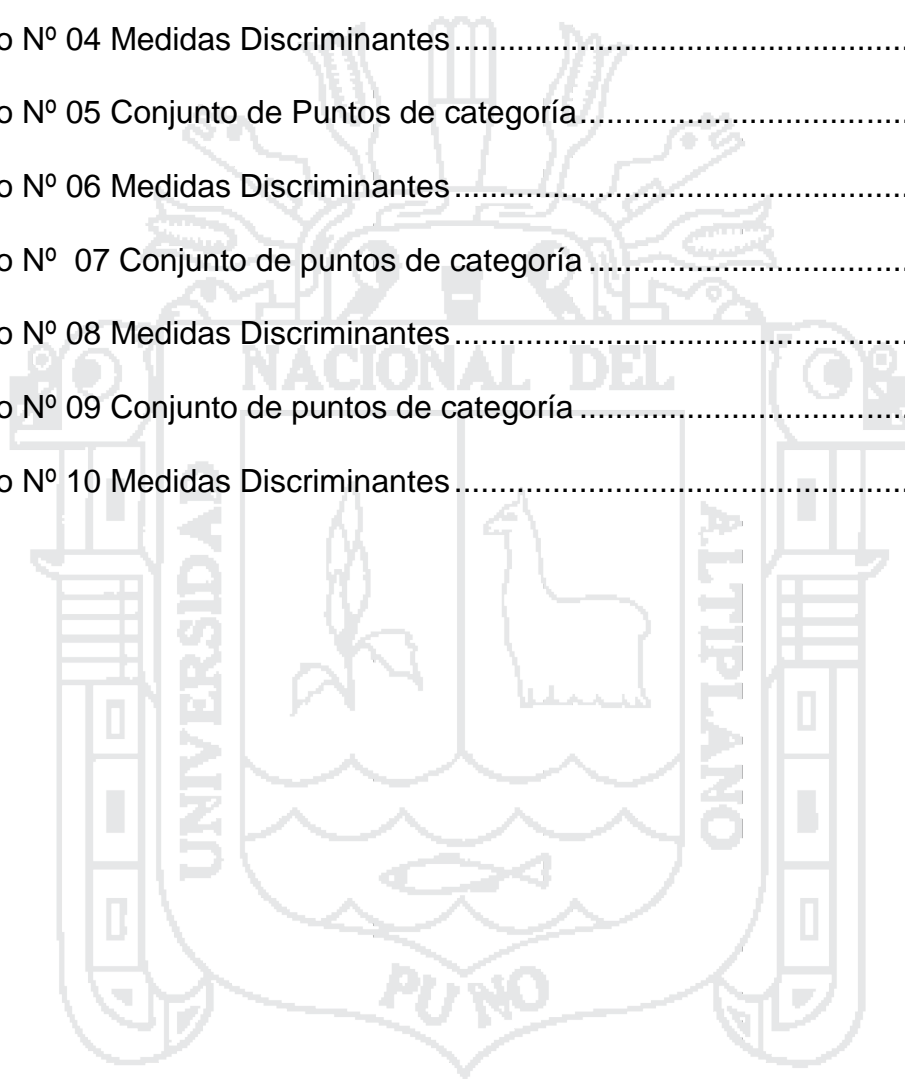 o Nº 04 Medidas Discriminantes
o Nº 05 Conjunto de Puntos de categoría
o Nº 06 Medidas Discriminantes
o Nº 07 Conjunto de puntos de categoría
o Nº 08 Medidas Discriminantes
o Nº 09 Conjunto de puntos de categoría
o Nº 10 Medidas Discriminantes
NACIONAL DEL
UNIVERSIDAD
ALTIPLANO
PUNO